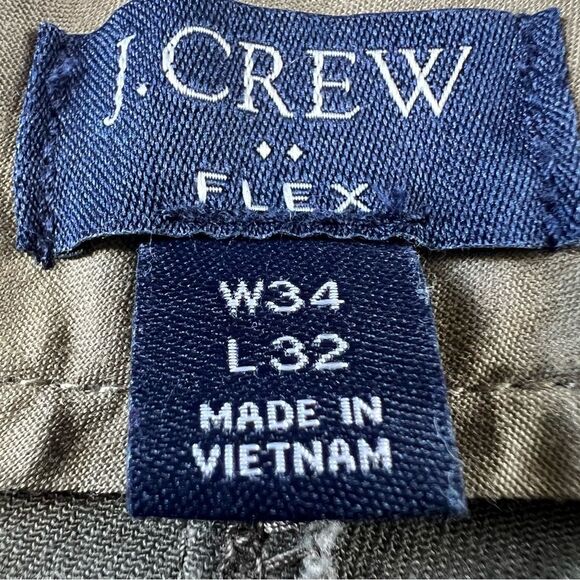 J.CREW
FLEX
W34
L32
MADE IN
VIETNAM